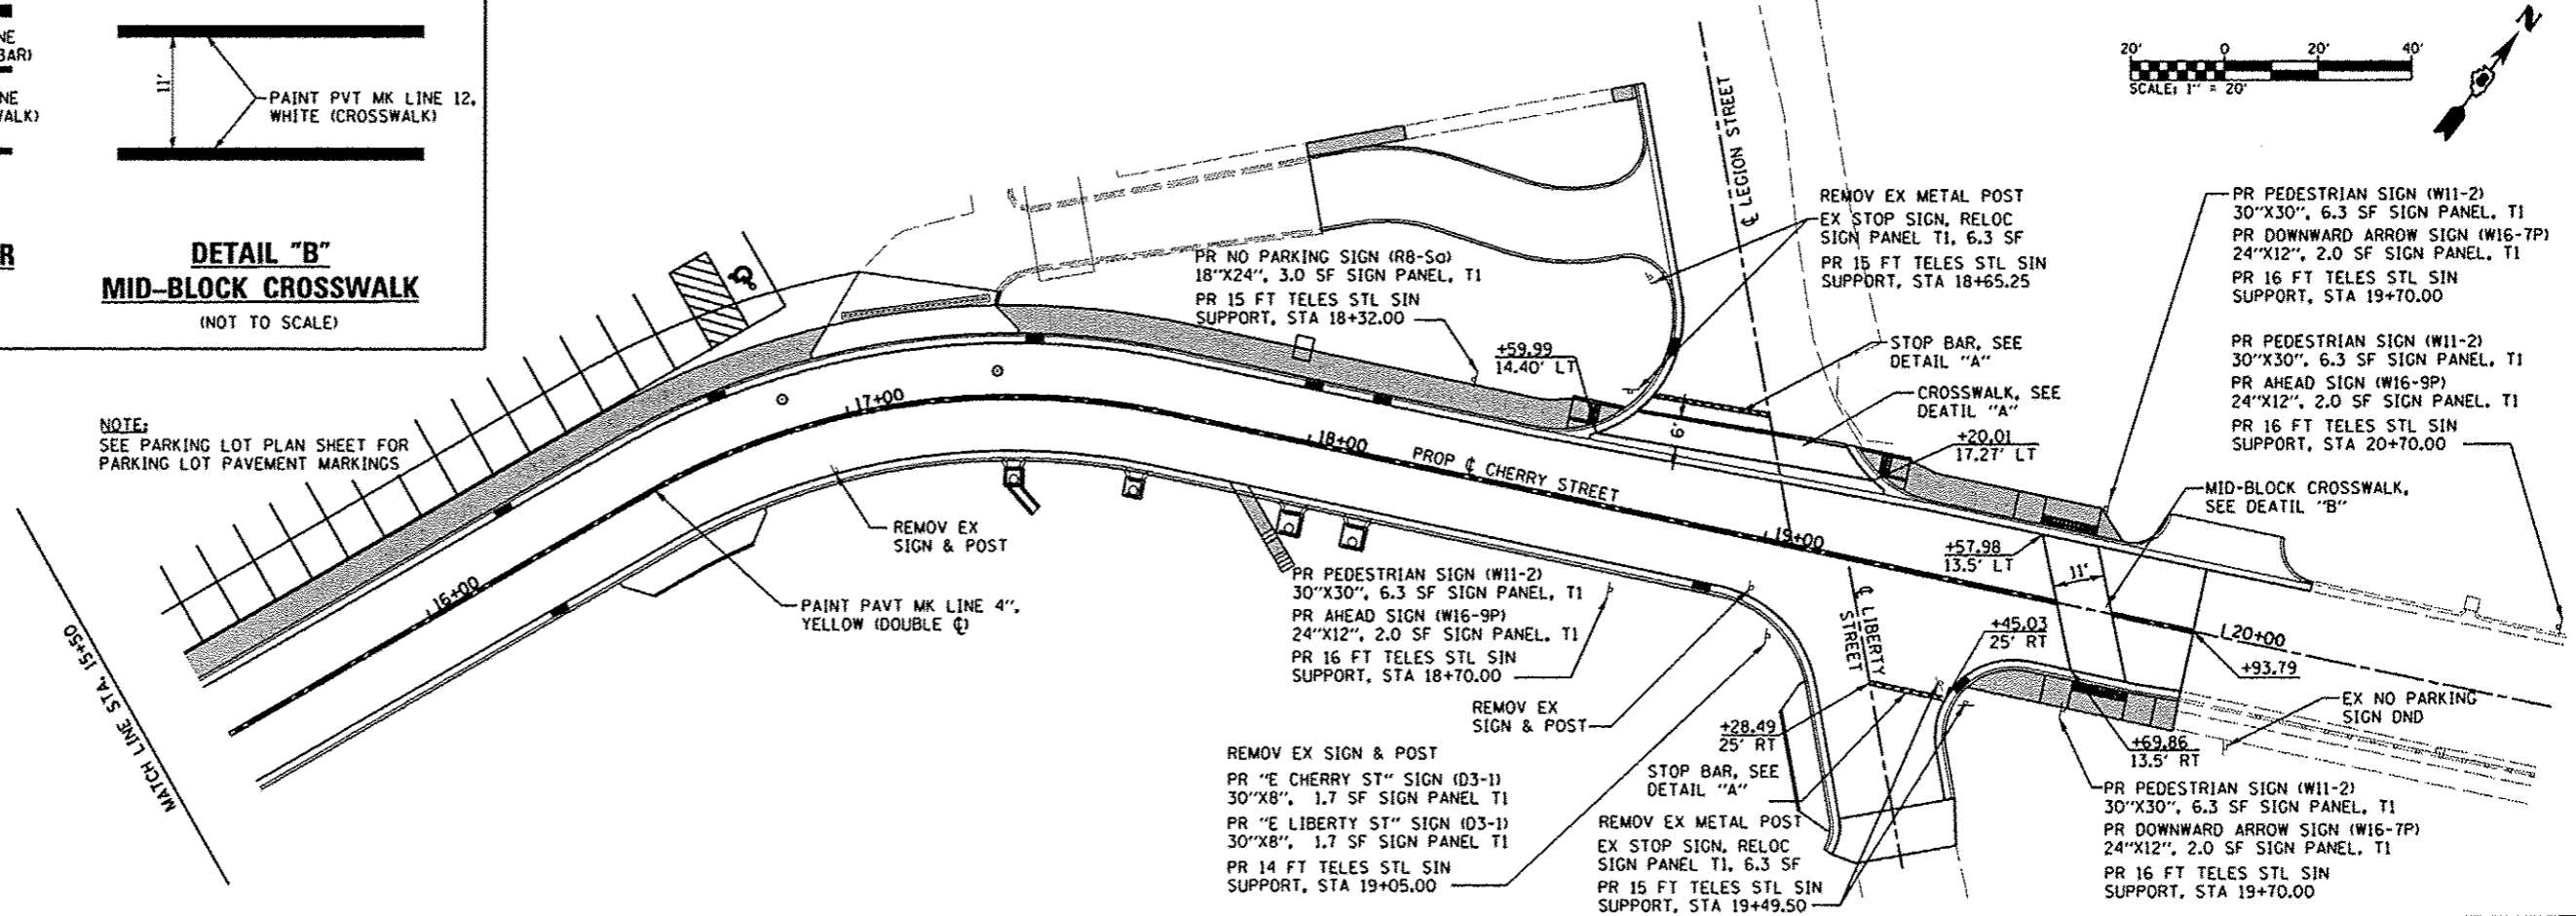 NE
BAR)
NE
WALK)
11'
PAINT PVT MK LINE 12,
WHITE (CROSSWALK)
R
DETAIL "B"
MID-BLOCK CROSSWALK
(NOT TO SCALE)
20' 0 20' 40'
SCALE: 1" = 20'
N
NOTE:
SEE PARKING LOT PLAN SHEET FOR
PARKING LOT PAVEMENT MARKINGS
MATCH LINE STA. 15+50
16+00
17+00
18+00
19+00
20+00
PROP ℄ CHERRY STREET
℄ LEGION STREET
℄ LIBERTY
STREET
PR NO PARKING SIGN (R8-5a)
18"X24", 3.0 SF SIGN PANEL, T1
PR 15 FT TELES STL SIN
SUPPORT, STA 18+32.00
+59.99
14.40' LT
6'
REMOV EX METAL POST
EX STOP SIGN, RELOC
SIGN PANEL T1, 6.3 SF
PR 15 FT TELES STL SIN
SUPPORT, STA 18+65.25
STOP BAR, SEE
DETAIL "A"
CROSSWALK, SEE
DEATIL "A"
+20.01
17.27' LT
PR PEDESTRIAN SIGN (W11-2)
30"X30", 6.3 SF SIGN PANEL, T1
PR DOWNWARD ARROW SIGN (W16-7P)
24"X12", 2.0 SF SIGN PANEL, T1
PR 16 FT TELES STL SIN
SUPPORT, STA 19+70.00
PR PEDESTRIAN SIGN (W11-2)
30"X30", 6.3 SF SIGN PANEL, T1
PR AHEAD SIGN (W16-9P)
24"X12", 2.0 SF SIGN PANEL, T1
PR 16 FT TELES STL SIN
SUPPORT, STA 20+70.00
MID-BLOCK CROSSWALK,
SEE DEATIL "B"
+57.98
13.5' LT
11'
+93.79
REMOV EX
SIGN & POST
PAINT PAVT MK LINE 4",
YELLOW (DOUBLE ℄)
PR PEDESTRIAN SIGN (W11-2)
30"X30", 6.3 SF SIGN PANEL, T1
PR AHEAD SIGN (W16-9P)
24"X12", 2.0 SF SIGN PANEL, T1
PR 16 FT TELES STL SIN
SUPPORT, STA 18+70.00
REMOV EX
SIGN & POST
REMOV EX SIGN & POST
PR "E CHERRY ST" SIGN (D3-1)
30"X8", 1.7 SF SIGN PANEL T1
PR "E LIBERTY ST" SIGN (D3-1)
30"X8", 1.7 SF SIGN PANEL T1
PR 14 FT TELES STL SIN
SUPPORT, STA 19+05.00
+28.49
25' RT
STOP BAR, SEE
DETAIL "A"
REMOV EX METAL POST
EX STOP SIGN, RELOC
SIGN PANEL T1, 6.3 SF
PR 15 FT TELES STL SIN
SUPPORT, STA 19+49.50
+45.03
25' RT
+69.86
13.5' RT
EX NO PARKING
SIGN DND
PR PEDESTRIAN SIGN (W11-2)
30"X30", 6.3 SF SIGN PANEL, T1
PR DOWNWARD ARROW SIGN (W16-7P)
24"X12", 2.0 SF SIGN PANEL, T1
PR 16 FT TELES STL SIN
SUPPORT, STA 19+70.00